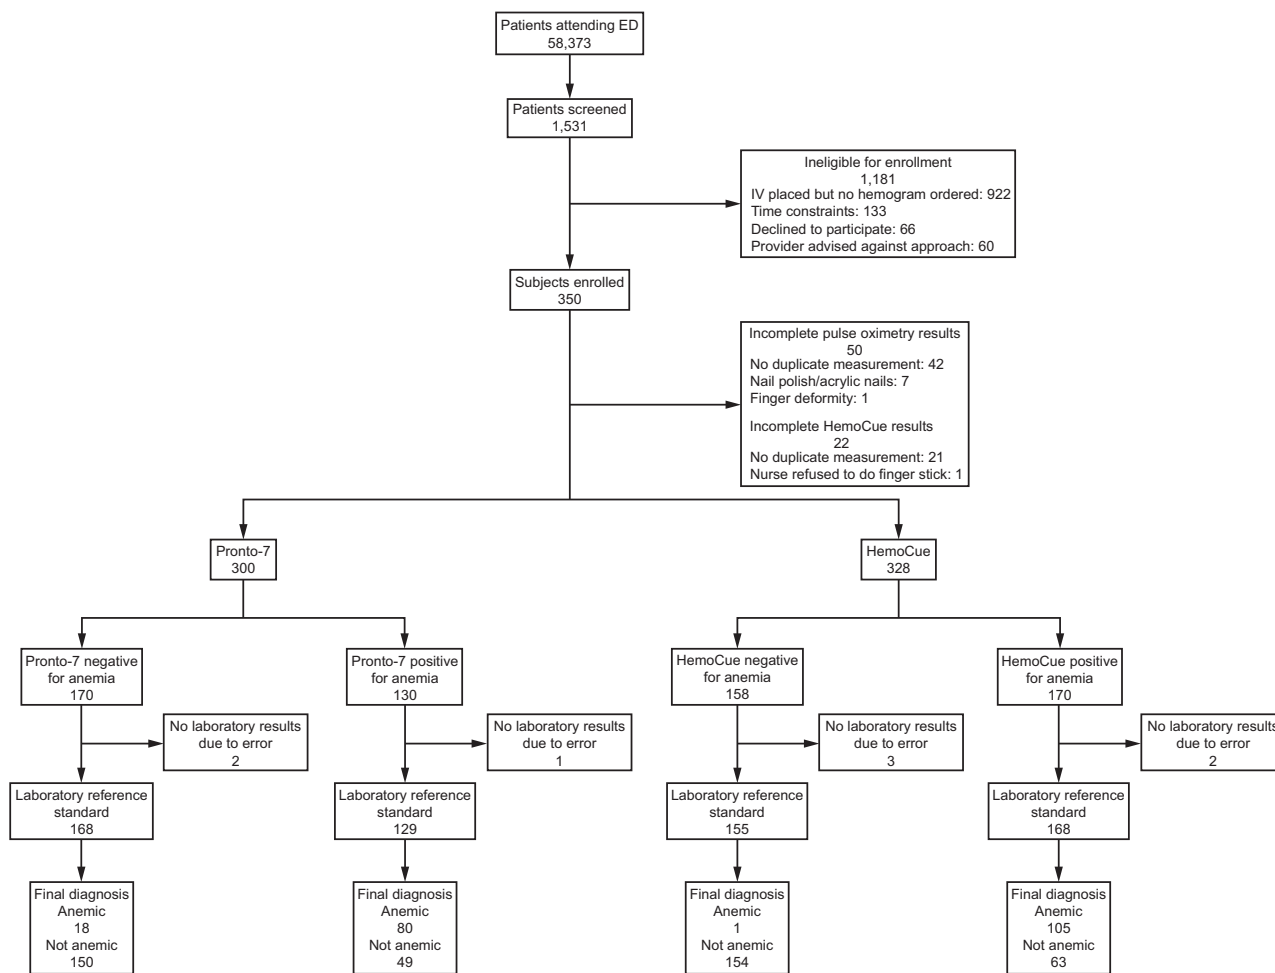 Patients attending ED
58,373
Patients screened
1,531
Ineligible for enrollment
1,181
IV placed but no hemogram ordered: 922
Time constraints: 133
Declined to participate: 66
Provider advised against approach: 60
Subjects enrolled
350
Incomplete pulse oximetry results
50
No duplicate measurement: 42
Nail polish/acrylic nails: 7
Finger deformity: 1
Incomplete HemoCue results
22
No duplicate measurement: 21
Nurse refused to do finger stick: 1
Pronto-7
300
HemoCue
328
Pronto-7 negative
for anemia
170
Pronto-7 positive
for anemia
130
HemoCue negative
for anemia
158
HemoCue positive
for anemia
170
No laboratory results
due to error
2
No laboratory results
due to error
1
No laboratory results
due to error
3
No laboratory results
due to error
2
Laboratory reference
standard
168
Laboratory reference
standard
129
Laboratory reference
standard
155
Laboratory reference
standard
168
Final diagnosis
Anemic
18
Not anemic
150
Final diagnosis
Anemic
80
Not anemic
49
Final diagnosis
Anemic
1
Not anemic
154
Final diagnosis
Anemic
105
Not anemic
63